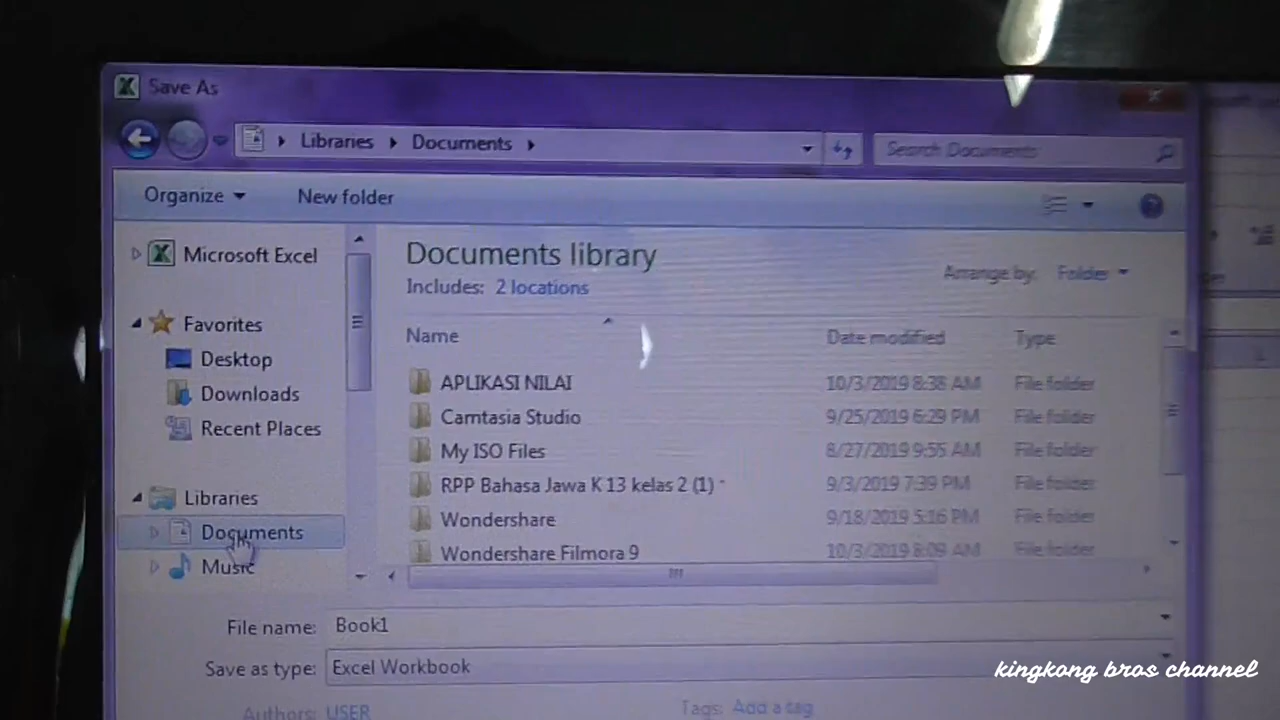 Save As
Libraries Documents
Search Documents
Organize
New folder
Microsoft Excel
Favorites
Desktop
Downloads
Recent Places
Libraries
Documents
Music
Documents library
Includes: 2 locations
Arrange by: Folder
Name Date modified Type
APLIKASI NILAI 10/3/2019 8:38 AM File folder
Camtasia Studio 9/25/2019 6:29 PM File folder
My ISO Files 8/27/2019 9:55 AM File folder
RPP Bahasa Jawa K 13 kelas 2 (1) 9/3/2019 7:39 PM File folder
Wondershare 9/18/2019 5:16 PM File folder
Wondershare Filmora 9 10/3/2019 8:09 AM File folder
File name: Book1
Save as type: Excel Workbook
Authors: USER
Tags: Add a tag
kingkong bros channel